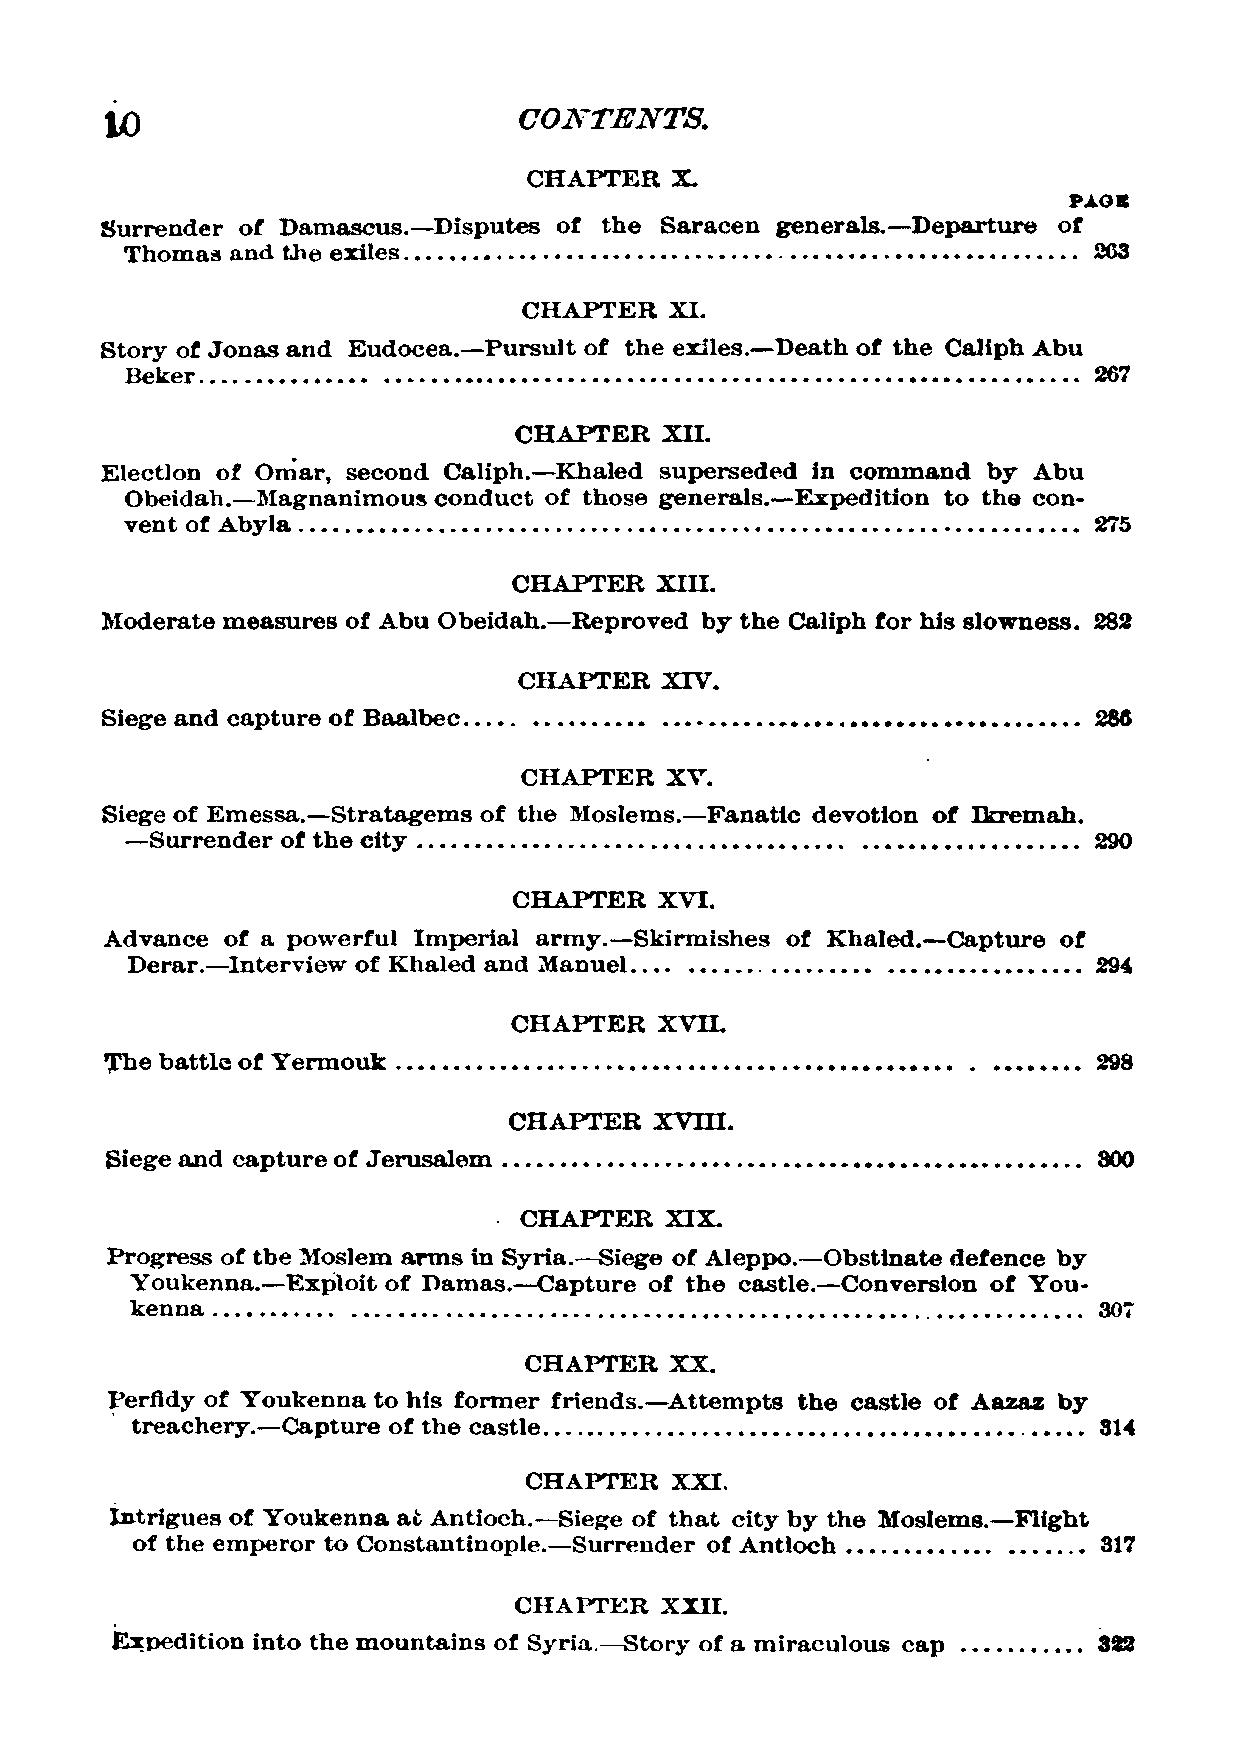 10 CONTENTS.
CHAPTER X.
PAGE
Surrender of Damascus.—Disputes of the Saracen generals.—Departure of
Thomas and the exiles.......................................................... 263
CHAPTER XI.
Story of Jonas and Eudocea.—Pursuit of the exiles.—Death of the Caliph Abu
Beker............... ............................................................ 267
CHAPTER XII.
Election of Omar, second Caliph.—Khaled superseded in command by Abu
Obeidah.—Magnanimous conduct of those generals.—Expedition to the con-
vent of Abyla ................................................................... 275
CHAPTER XIII.
Moderate measures of Abu Obeidah.—Reproved by the Caliph for his slowness. 282
CHAPTER XIV.
Siege and capture of Baalbec..... .......... .................................... 286
CHAPTER XV.
Siege of Emessa.—Stratagems of the Moslems.—Fanatic devotion of Ikremah.
—Surrender of the city ..................................... ................... 290
CHAPTER XVI.
Advance of a powerful Imperial army.—Skirmishes of Khaled.—Capture of
Derar.—Interview of Khaled and Manuel.... ................ ................. 294
CHAPTER XVII.
The battle of Yermouk ................................................ . ........ 298
CHAPTER XVIII.
Siege and capture of Jerusalem .................................................. 300
CHAPTER XIX.
Progress of the Moslem arms in Syria.—Siege of Aleppo.—Obstinate defence by
Youkenna.—Exploit of Damas.—Capture of the castle.—Conversion of You-
kenna ........... ............................................................... 307
CHAPTER XX.
Perfidy of Youkenna to his former friends.—Attempts the castle of Aazaz by
treachery.—Capture of the castle............................................... 314
CHAPTER XXI.
Intrigues of Youkenna at Antioch.—Siege of that city by the Moslems.—Flight
of the emperor to Constantinople.—Surrender of Antioch ............. ....... 317
CHAPTER XXII.
Expedition into the mountains of Syria.—Story of a miraculous cap ........... 322